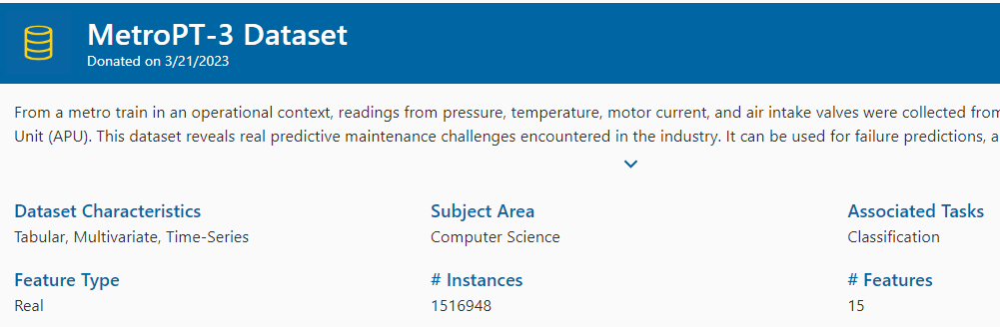 MetroPT-3 Dataset
Donated on 3/21/2023
From a metro train in an operational context, readings from pressure, temperature, motor current, and air intake valves were collected from
Unit (APU). This dataset reveals real predictive maintenance challenges encountered in the industry. It can be used for failure predictions, a
Dataset Characteristics
Subject Area
Associated Tasks
Tabular, Multivariate, Time-Series
Computer Science
Classification
Feature Type
# Instances
# Features
Real
1516948
15